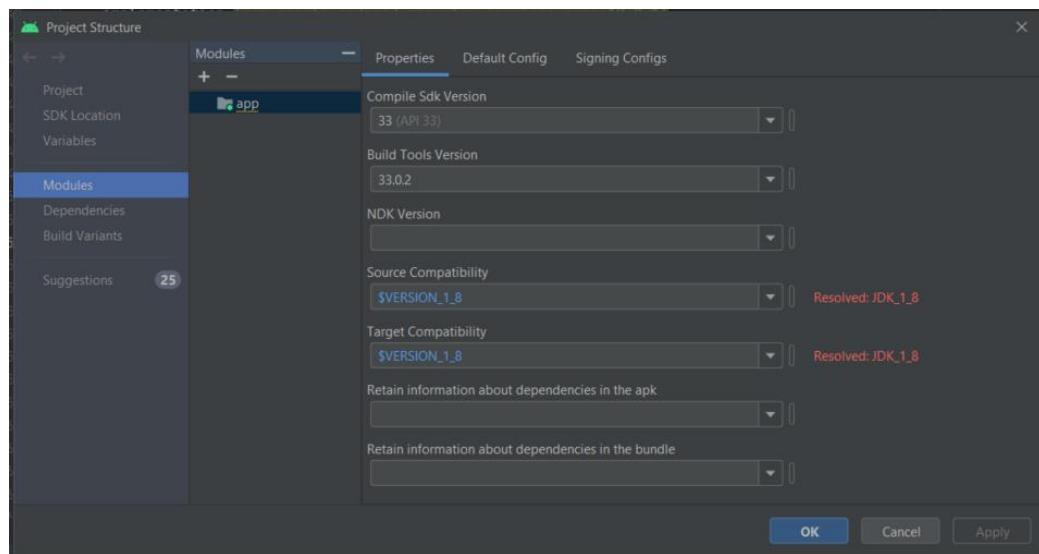 Project Structure
Project
SDK Location
Variables
Modules
Dependencies
Build Variants
Suggestions 25
Modules
app
Properties Default Config Signing Configs
Compile Sdk Version
33 (API 33)
Build Tools Version
33.0.2
NDK Version
Source Compatibility
$VERSION_1_8 Resolved: JDK_1_8
Target Compatibility
$VERSION_1_8 Resolved: JDK_1_8
Retain information about dependencies in the apk
Retain information about dependencies in the bundle
OK Cancel Apply